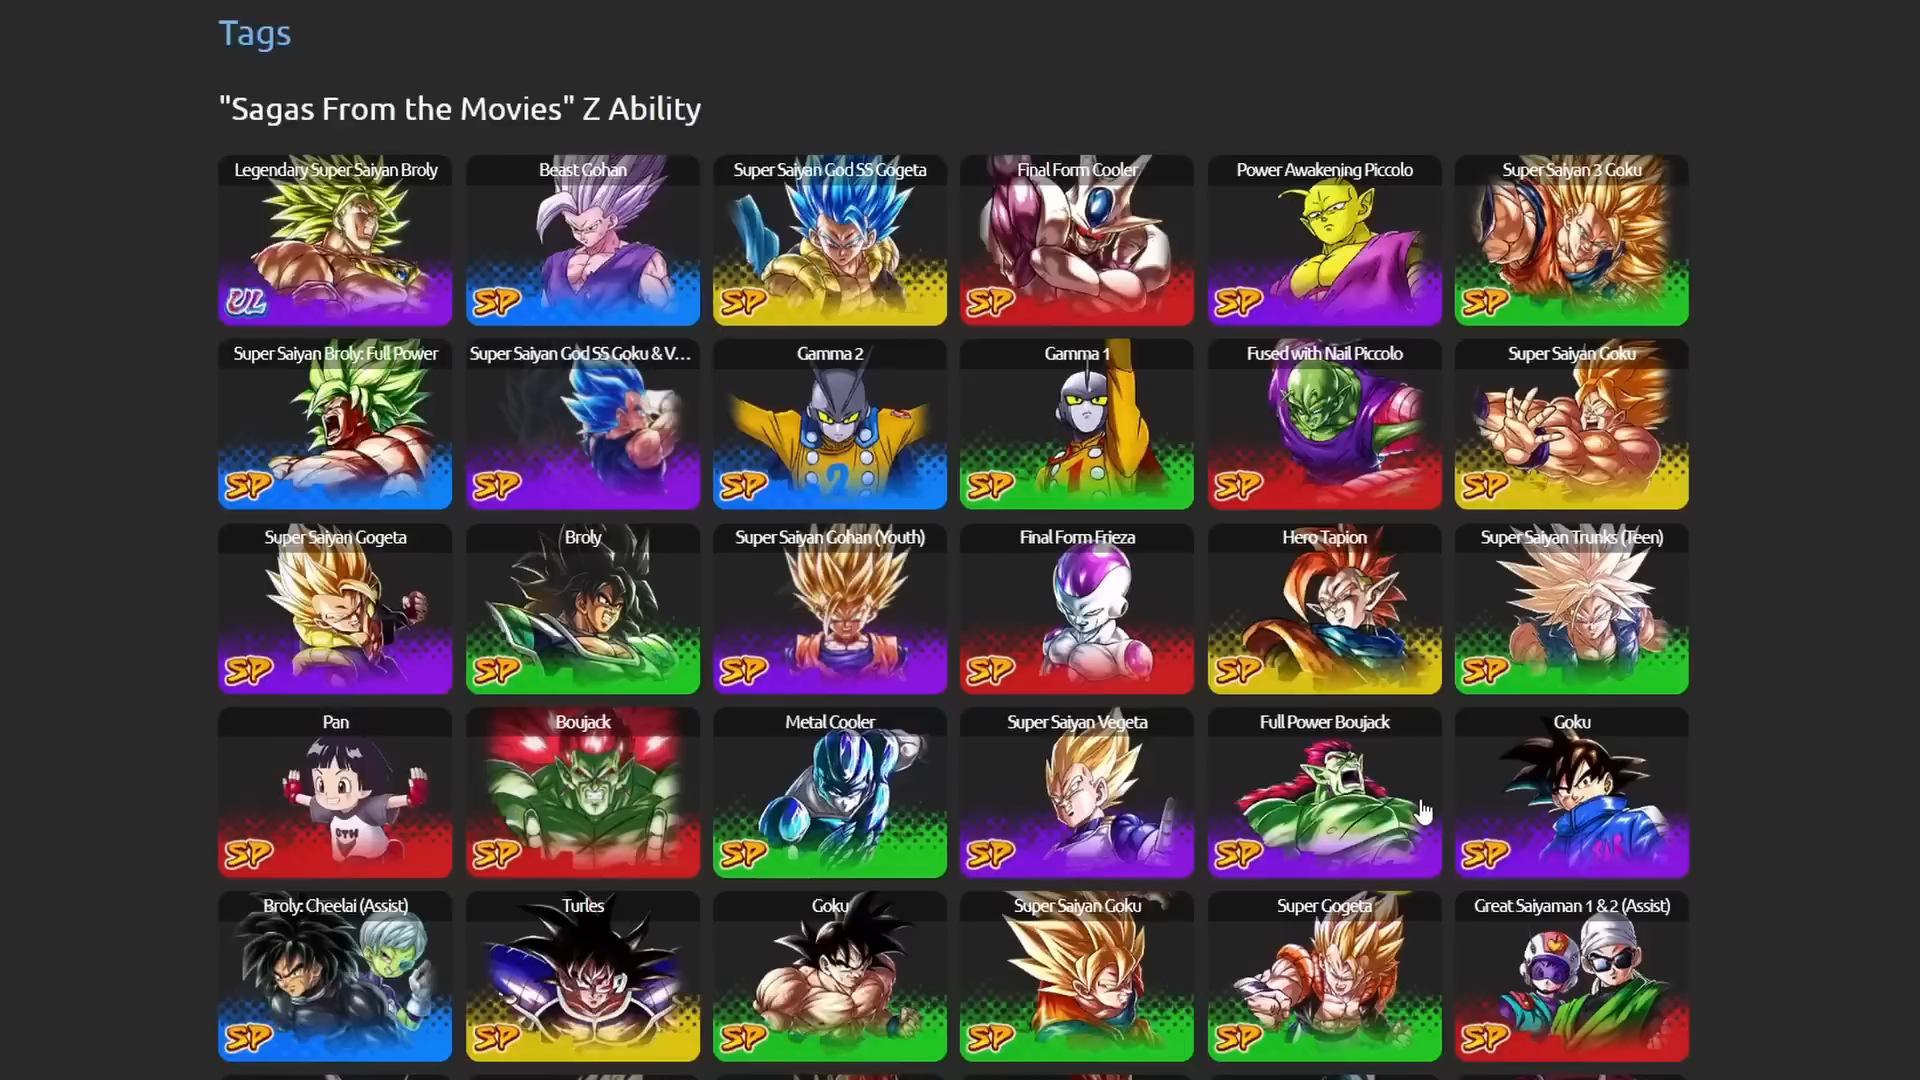 Tags
"Sagas From the Movies" Z Ability
Legendary Super Saiyan Broly
Beast Gohan
Super Saiyan God SS Gogeta
Final Form Cooler
Power Awakening Piccolo
Super Saiyan 3 Goku
UL
SP
SP
SP
SP
SP
Super Saiyan Broly: Full Power
Super Saiyan God SS Goku & V...
Gamma 2
Gamma 1
Fused with Nail Piccolo
Super Saiyan Goku
2
1
SP
SP
SP
SP
SP
SP
Super Saiyan Gogeta
Broly
Super Saiyan Gohan (Youth)
Final Form Frieza
Hero Tapion
Super Saiyan Trunks (Teen)
SP
SP
SP
SP
SP
SP
Pan
Boujack
Metal Cooler
Super Saiyan Vegeta
Full Power Boujack
Goku
SP
SP
SP
SP
SP
SP
Broly: Cheelai (Assist)
Turles
Goku
Super Saiyan Goku
Super Gogeta
Great Saiyaman 1 & 2 (Assist)
SP
SP
SP
SP
SP
SP